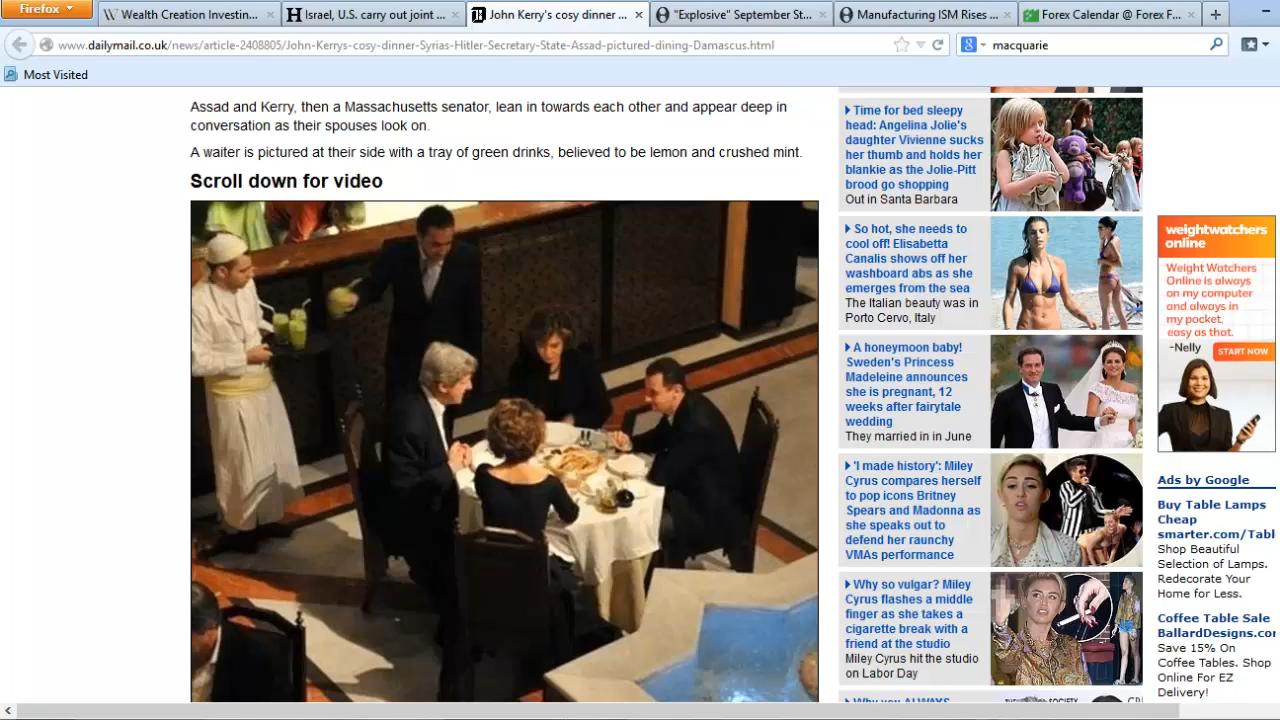 Firefox
Wealth Creation Investin...
Israel, U.S. carry out joint ...
John Kerry's cosy dinner ...
"Explosive" September St...
Manufacturing ISM Rises ...
Forex Calendar @ Forex F...
www.dailymail.co.uk/news/article-2408805/John-Kerrys-cosy-dinner-Syrias-Hitler-Secretary-State-Assad-pictured-dining-Damascus.html
macquarie
Most Visited
Assad and Kerry, then a Massachusetts senator, lean in towards each other and appear deep in
conversation as their spouses look on.
A waiter is pictured at their side with a tray of green drinks, believed to be lemon and crushed mint.
Scroll down for video
Time for bed sleepy
head: Angelina Jolie's
daughter Vivienne sucks
her thumb and holds her
blankie as the Jolie-Pitt
brood go shopping
Out in Santa Barbara
So hot, she needs to
cool off! Elisabetta
Canalis shows off her
washboard abs as she
emerges from the sea
The Italian beauty was in
Porto Cervo, Italy
A honeymoon baby!
Sweden's Princess
Madeleine announces
she is pregnant, 12
weeks after fairytale
wedding
They married in in June
'I made history': Miley
Cyrus compares herself
to pop icons Britney
Spears and Madonna as
she speaks out to
defend her raunchy
VMAs performance
Why so vulgar? Miley
Cyrus flashes a middle
finger as she takes a
cigarette break with a
friend at the studio
Miley Cyrus hit the studio
on Labor Day
weightwatchers
online
Weight Watchers
Online is always
on my computer
and always in
my pocket,
easy as that.
-Nelly
START NOW
Ads by Google
Buy Table Lamps
Cheap
smarter.com/Tabl
Shop Beautiful
Selection of Lamps.
Redecorate Your
Home for Less.
Coffee Table Sale
BallardDesigns.co
Save 15% On
Coffee Tables. Shop
Online For EZ
Delivery!